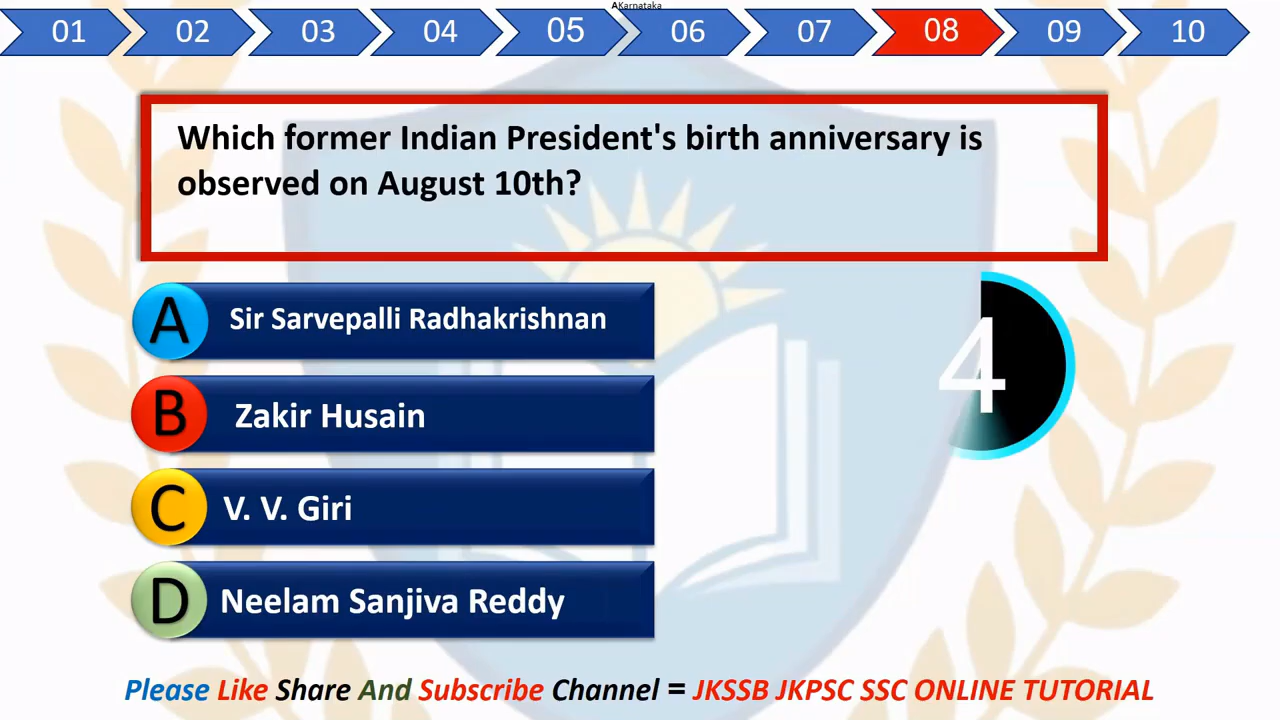 AKarnataka
01 02 03 04 05 06 07 08 09 10
Which former Indian President's birth anniversary is
observed on August 10th?
A Sir Sarvepalli Radhakrishnan
4
B Zakir Husain
C V. V. Giri
D Neelam Sanjiva Reddy
Please Like Share And Subscribe Channel = JKSSB JKPSC SSC ONLINE TUTORIAL